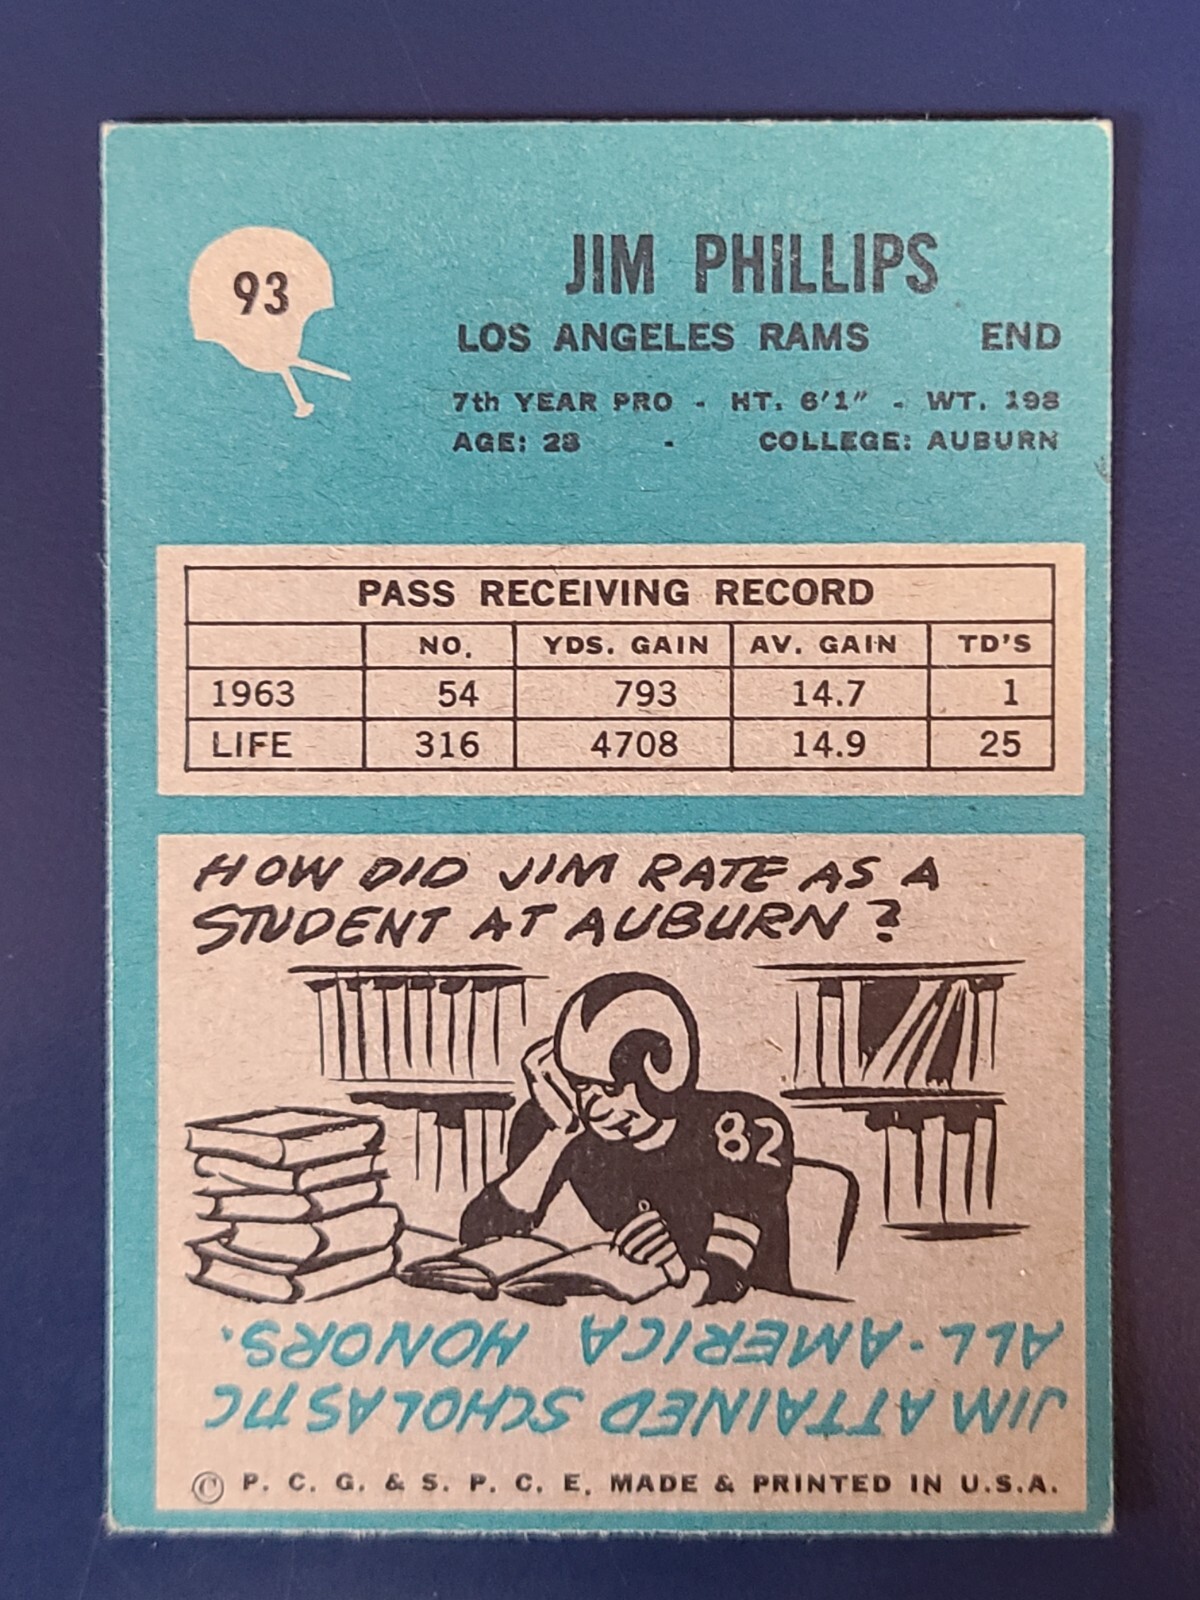 93
JIM PHILLIPS
LOS ANGELES RAMS END
7th YEAR PRO - HT. 6'1" - WT. 198
AGE: 28 - COLLEGE: AUBURN
PASS RECEIVING RECORD
NO. YDS. GAIN AV. GAIN TD'S
1963 54 793 14.7 1
LIFE 316 4708 14.9 25
HOW DID JIM RATE AS A
STUDENT AT AUBURN?
82
JIM ATTAINED SCHOLASTIC
ALL-AMERICA HONORS.
© P. C. G. & S. P. C. E. MADE & PRINTED IN U.S.A.